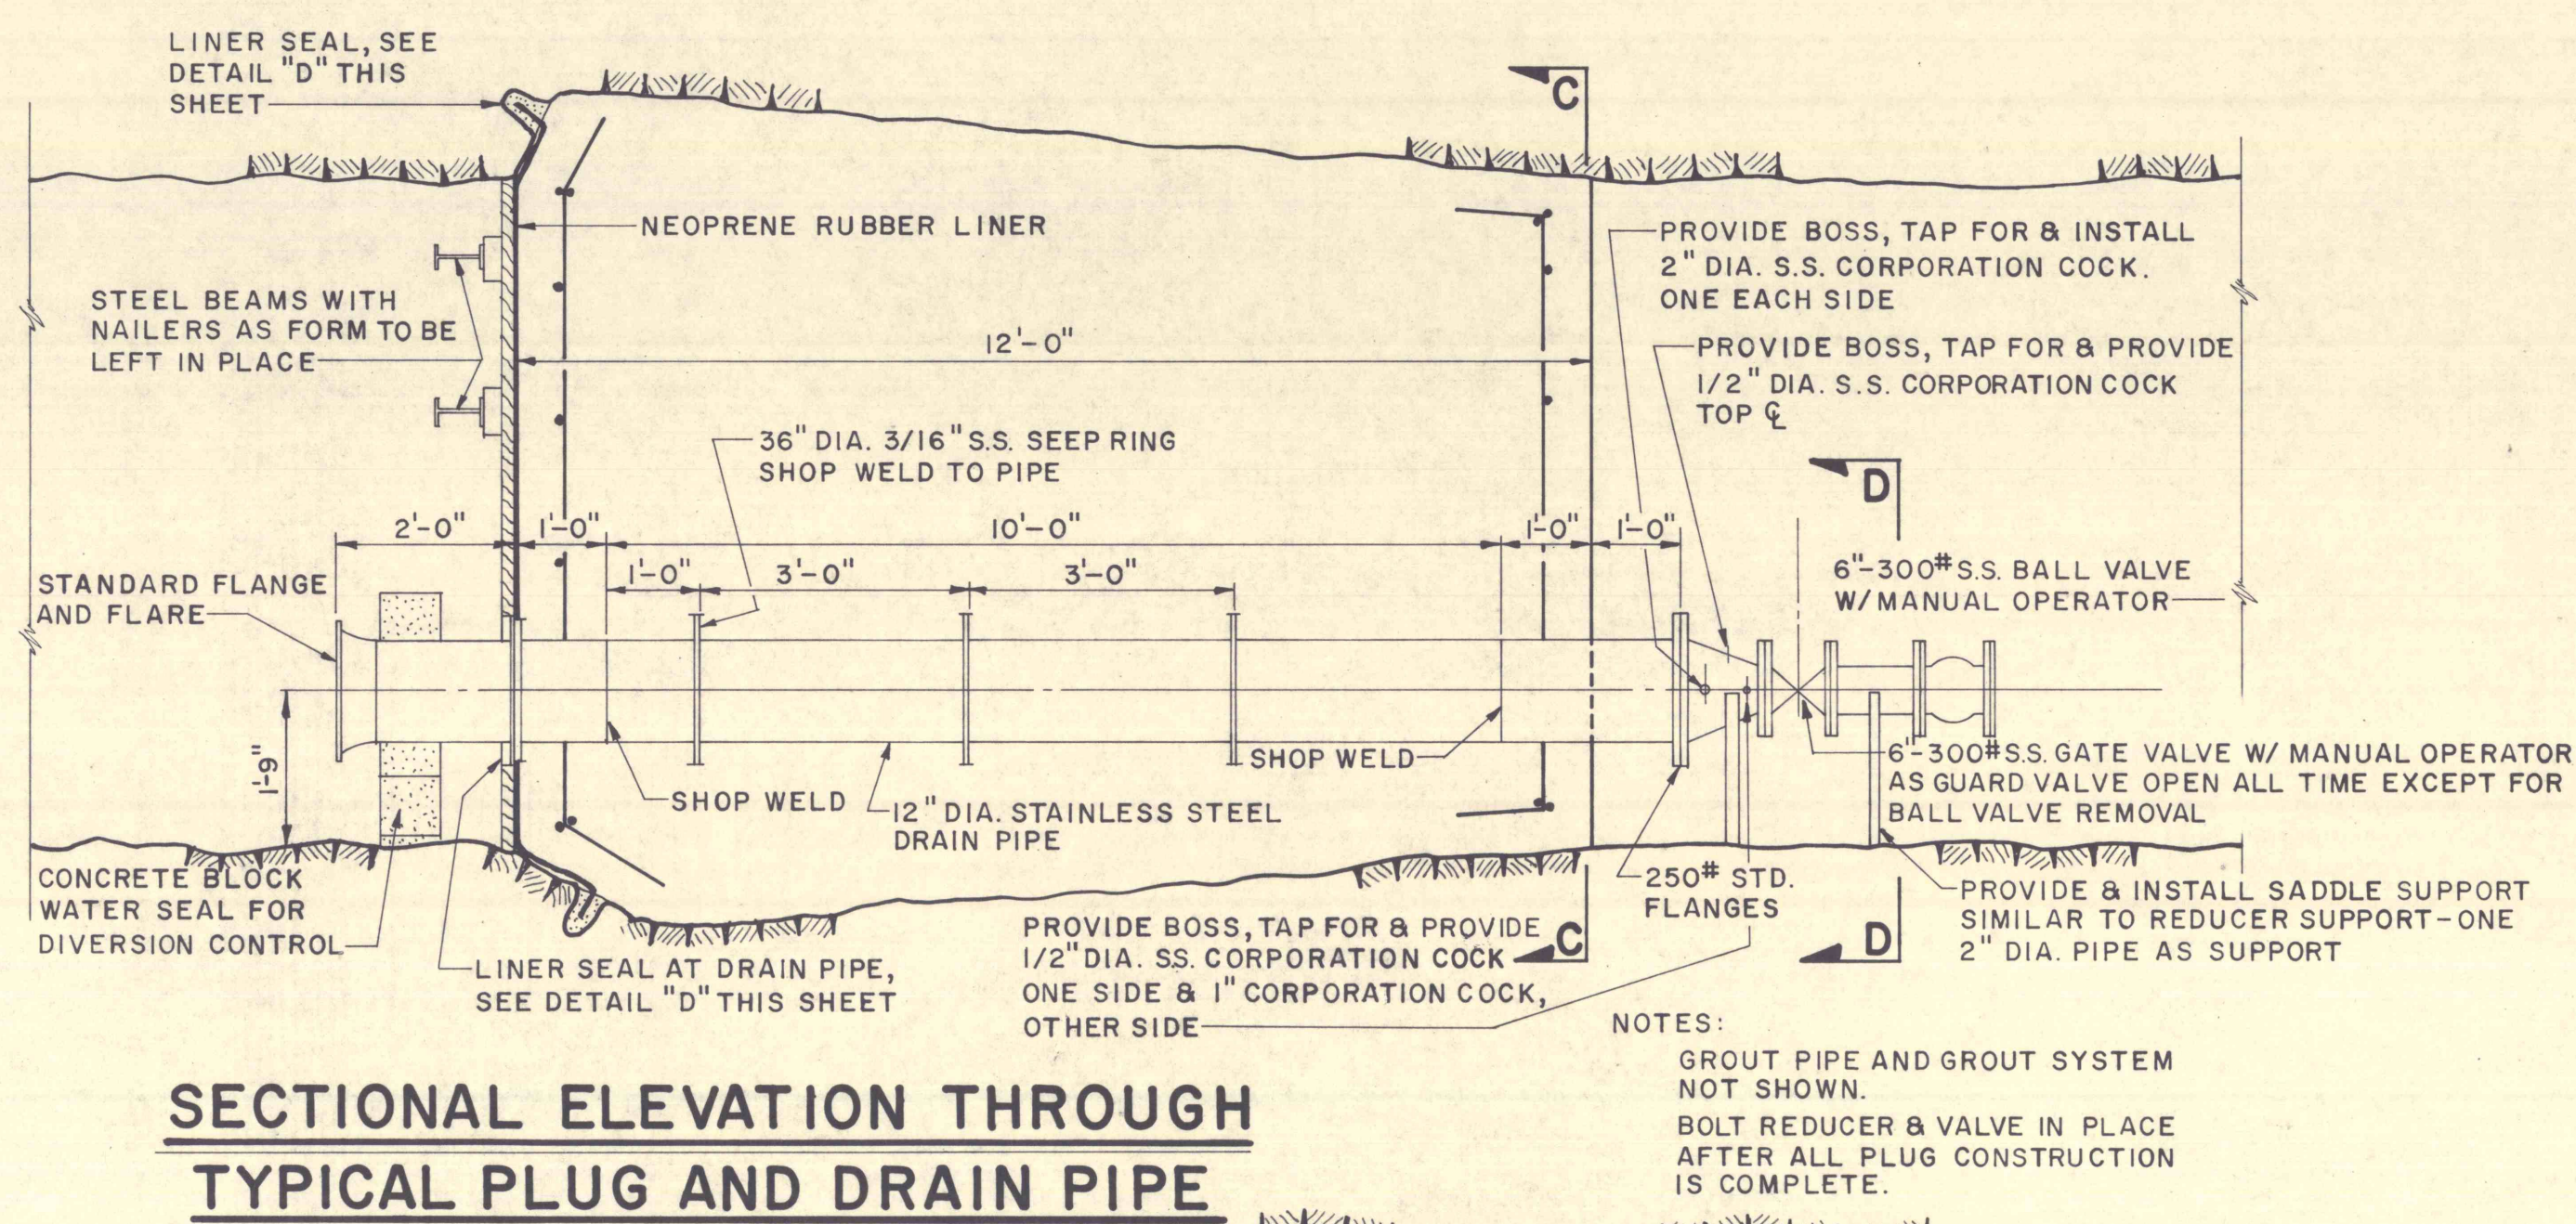 LINER SEAL, SEE
DETAIL "D" THIS
SHEET
C
NEOPRENE RUBBER LINER
PROVIDE BOSS, TAP FOR & INSTALL
2" DIA. S.S. CORPORATION COCK.
ONE EACH SIDE
STEEL BEAMS WITH
NAILERS AS FORM TO BE
LEFT IN PLACE
12'-0"
PROVIDE BOSS, TAP FOR & PROVIDE
1/2" DIA. S.S. CORPORATION COCK
TOP ℄
36" DIA. 3/16" S.S. SEEP RING
SHOP WELD TO PIPE
D
2'-0"
1'-0"
10'-0"
1'-0"
1'-0"
1'-0"
3'-0"
3'-0"
STANDARD FLANGE
AND FLARE
6"-300# S.S. BALL VALVE
W/ MANUAL OPERATOR
1'-9"
SHOP WELD
SHOP WELD
12" DIA. STAINLESS STEEL
DRAIN PIPE
6"-300# S.S. GATE VALVE W/ MANUAL OPERATOR
AS GUARD VALVE OPEN ALL TIME EXCEPT FOR
BALL VALVE REMOVAL
CONCRETE BLOCK
WATER SEAL FOR
DIVERSION CONTROL
250# STD.
FLANGES
PROVIDE & INSTALL SADDLE SUPPORT
SIMILAR TO REDUCER SUPPORT-ONE
2" DIA. PIPE AS SUPPORT
LINER SEAL AT DRAIN PIPE,
SEE DETAIL "D" THIS SHEET
PROVIDE BOSS, TAP FOR & PROVIDE
1/2" DIA. SS. CORPORATION COCK
ONE SIDE & 1" CORPORATION COCK,
OTHER SIDE
C
D
NOTES:
GROUT PIPE AND GROUT SYSTEM
NOT SHOWN.
BOLT REDUCER & VALVE IN PLACE
AFTER ALL PLUG CONSTRUCTION
IS COMPLETE.
SECTIONAL ELEVATION THROUGH
TYPICAL PLUG AND DRAIN PIPE